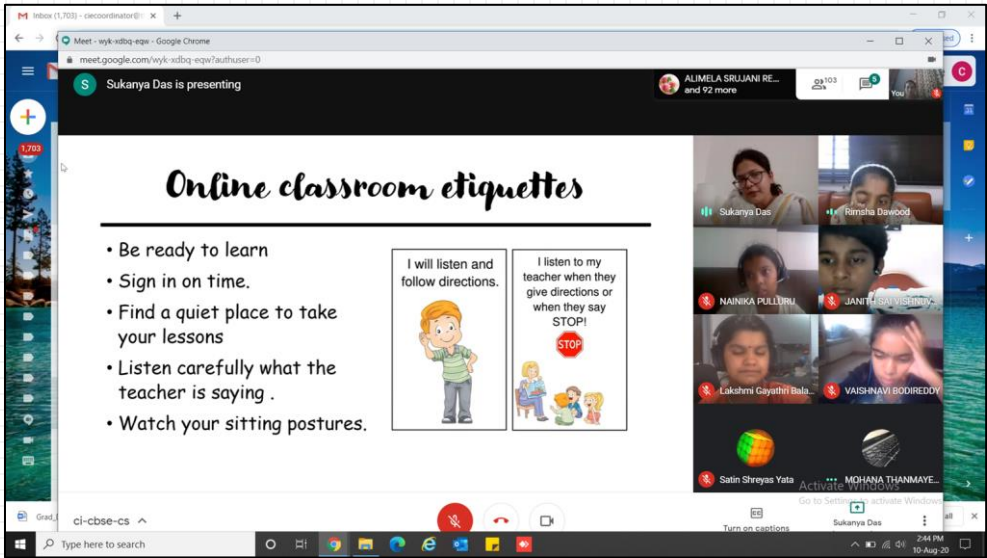 Inbox (1,703) - ciecoordinator@
Meet - wyk-xdbq-eqw - Google Chrome
meet.google.com/wyk-xdbq-eqw?authuser=0
S Sukanya Das is presenting
ALIMELA SRUJANI RE...
and 92 more
103
5
You
C
1,703
Online classroom etiquettes
• Be ready to learn
• Sign in on time.
• Find a quiet place to take
your lessons
• Listen carefully what the
teacher is saying .
• Watch your sitting postures.
I will listen and
follow directions.
I listen to my
teacher when they
give directions or
when they say
STOP!
STOP
Sukanya Das
Rimsha Dawood
NAINIKA PULLURU
JANITH SAI VISHNUV...
Lakshmi Gayathri Bala...
VAISHNAVI BODIREDDY
Satin Shreyas Yata
MOHANA THANMAYE...
Activate Windows
Go to Settings to activate Windows
ci-cbse-cs
Turn on captions
Sukanya Das
Type here to search
2:44 PM
10-Aug-20